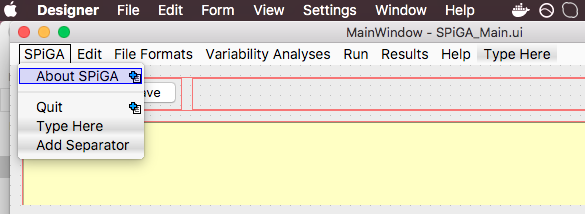 Designer File Edit Form View Settings Window Help
MainWindow - SPiGA_Main.ui
SPiGA Edit File Formats Variability Analyses Run Results Help Type Here
About SPiGA
Quit
Type Here
Add Separator